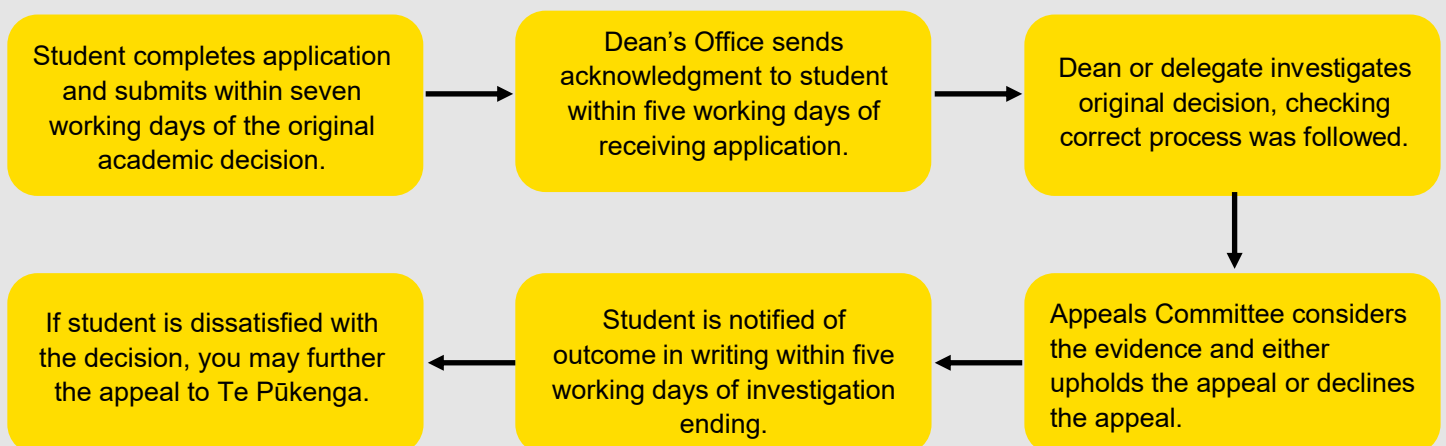 Student completes application
and submits within seven
working days of the original
academic decision.
Dean’s Office sends
acknowledgment to student
within five working days of
receiving application.
Dean or delegate investigates
original decision, checking
correct process was followed.
Appeals Committee considers
the evidence and either
upholds the appeal or declines
the appeal.
Student is notified of
outcome in writing within five
working days of investigation
ending.
If student is dissatisfied with
the decision, you may further
the appeal to Te Pūkenga.